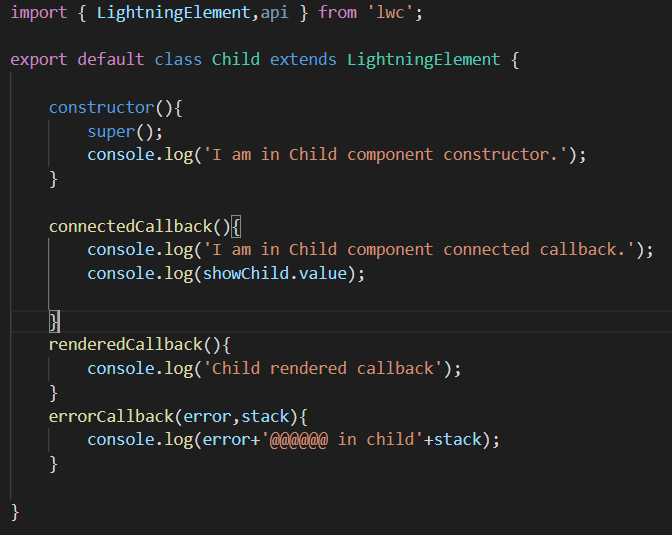 import { LightningElement,api } from 'lwc';
export default class Child extends LightningElement {
constructor(){
super();
console.log('I am in Child component constructor.');
}
connectedCallback(){
console.log('I am in Child component connected callback.');
console.log(showChild.value);
}
renderedCallback(){
console.log('Child rendered callback');
}
errorCallback(error,stack){
console.log(error+'@@@@@@ in child'+stack);
}
}